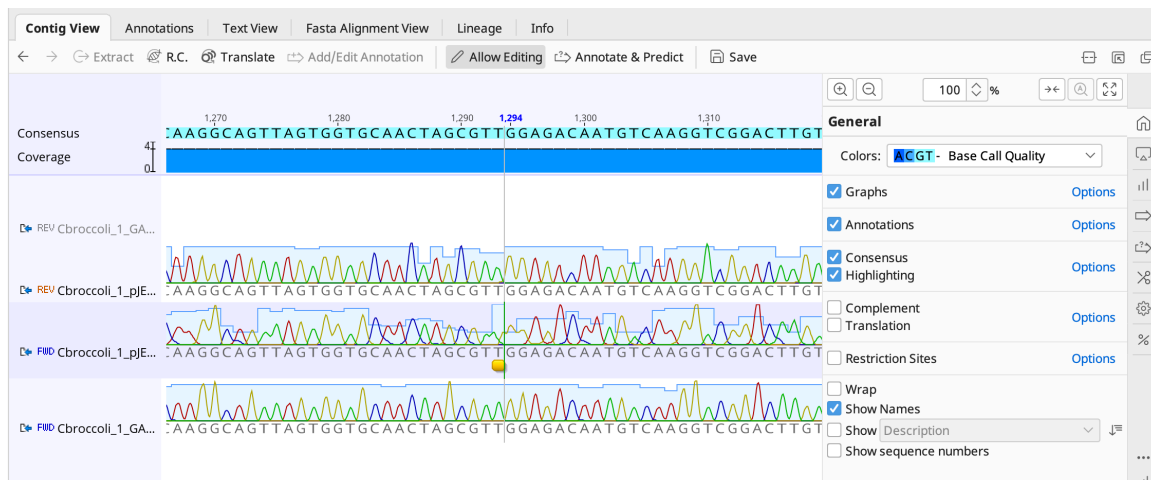 Contig View Annotations Text View Fasta Alignment View Lineage Info
Extract R.C. Translate Add/Edit Annotation Allow Editing Annotate & Predict Save
100 %
General
Colors: ACGT - Base Call Quality
Graphs Options
Annotations Options
Consensus
Highlighting
Options
Complement
Translation
Options
Restriction Sites Options
Wrap
Show Names
Show Description
Show sequence numbers
1,270 1,280 1,290 1,294 1,300 1,310
Consensus CAAGGCAGTTAGTGGTGCAACTAGCGTTGGAGACAATGTCAAGGTCGGACTTGT
Coverage 4 0
REV Cbroccoli_1_GA...
REV Cbroccoli_1_pJE... CAAGGCAGTTAGTGGTGCAACTAGCGTTGGAGACAATGTCAAGGTCGGACTTGT
FWD Cbroccoli_1_pJE... CAAGGCAGTTAGTGGTGCAACTAGCGTTGGAGACAATGTCAAGGTCGGACTTGT
FWD Cbroccoli_1_GA... CAAGGCAGTTAGTGGTGCAACTAGCGTTGGAGACAATGTCAAGGTCGGACTTGT